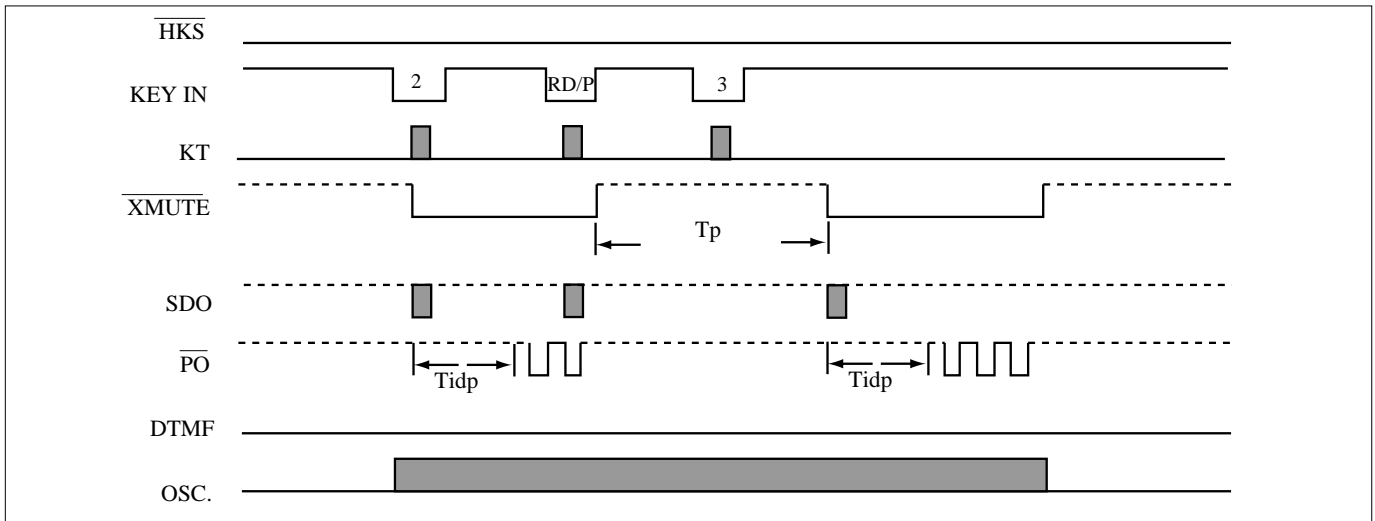 HKS
KEY IN
2
RD/P
3
KT
XMUTE
Tp
SDO
PO
Tidp
Tidp
DTMF
OSC.